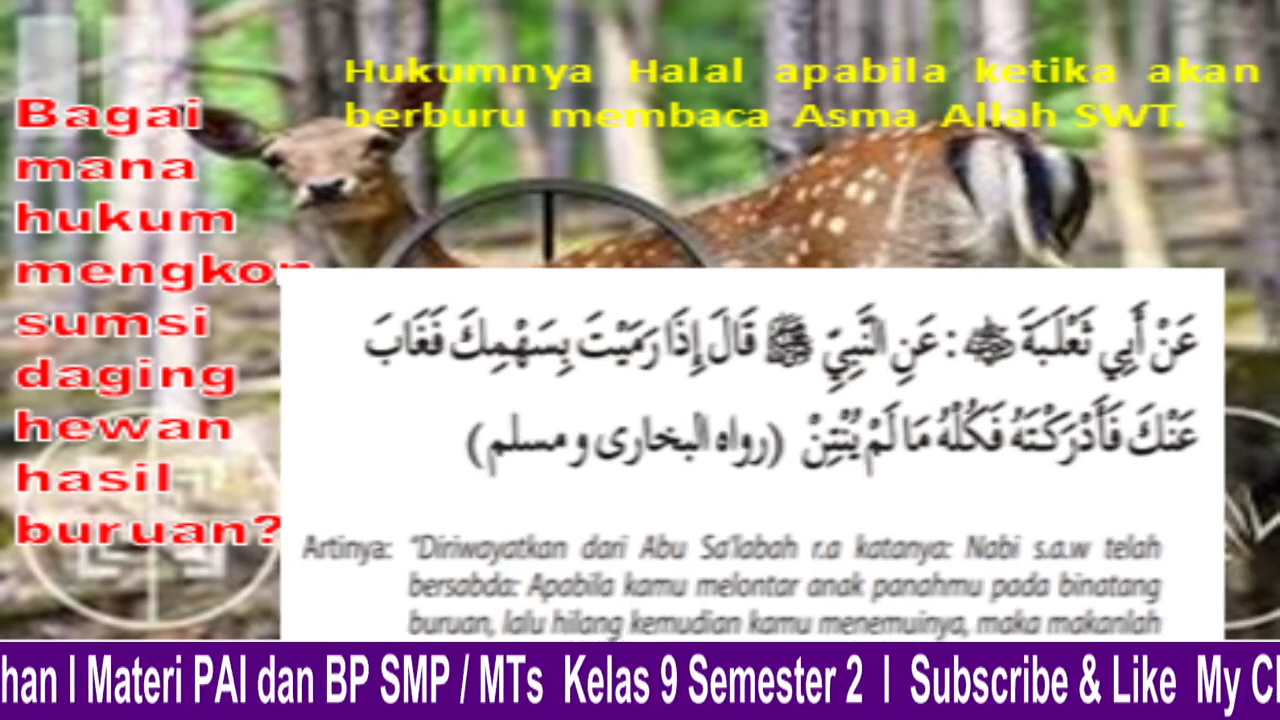 Hukumnya Halal apabila ketika akan
berburu membaca Asma Allah SWT.
Bagai
mana
hukum
mengkon
sumsi
daging
hewan
hasil
buruan?
عَنْ أَبِي ثَعْلَبَةَ ﷺ : عَنِ النَّبِيِّ ﷺ قَالَ إِذَا رَمَيْتَ بِسَهْمِكَ فَغَابَ
عَنْكَ فَأَدْرَكْتَهُ فَكُلْهُ مَا لَمْ يُنْتِنْ (رواه البخارى ومسلم)
Artinya: “Diriwayatkan dari Abu Sa'labah r.a katanya: Nabi s.a.w telah
bersabda: Apabila kamu melontar anak panahmu pada binatang
buruan, lalu hilang kemudian kamu menemuinya, maka makanlah
han I Materi PAI dan BP SMP / MTs Kelas 9 Semester 2 I Subscribe & Like My C